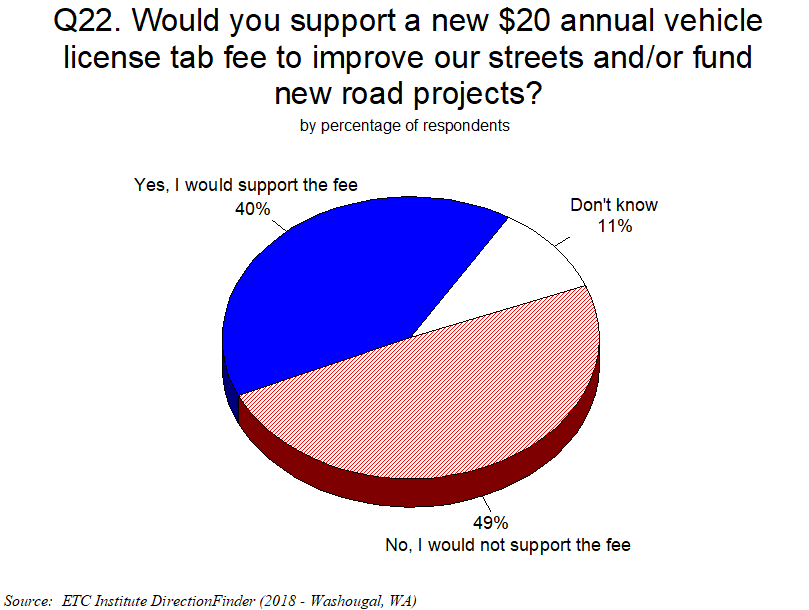 Q22. Would you support a new $20 annual vehicle
license tab fee to improve our streets and/or fund
new road projects?
by percentage of respondents
Yes, I would support the fee
40%
Don't know
11%
49%
No, I would not support the fee
Source:  ETC Institute DirectionFinder (2018 - Washougal, WA)